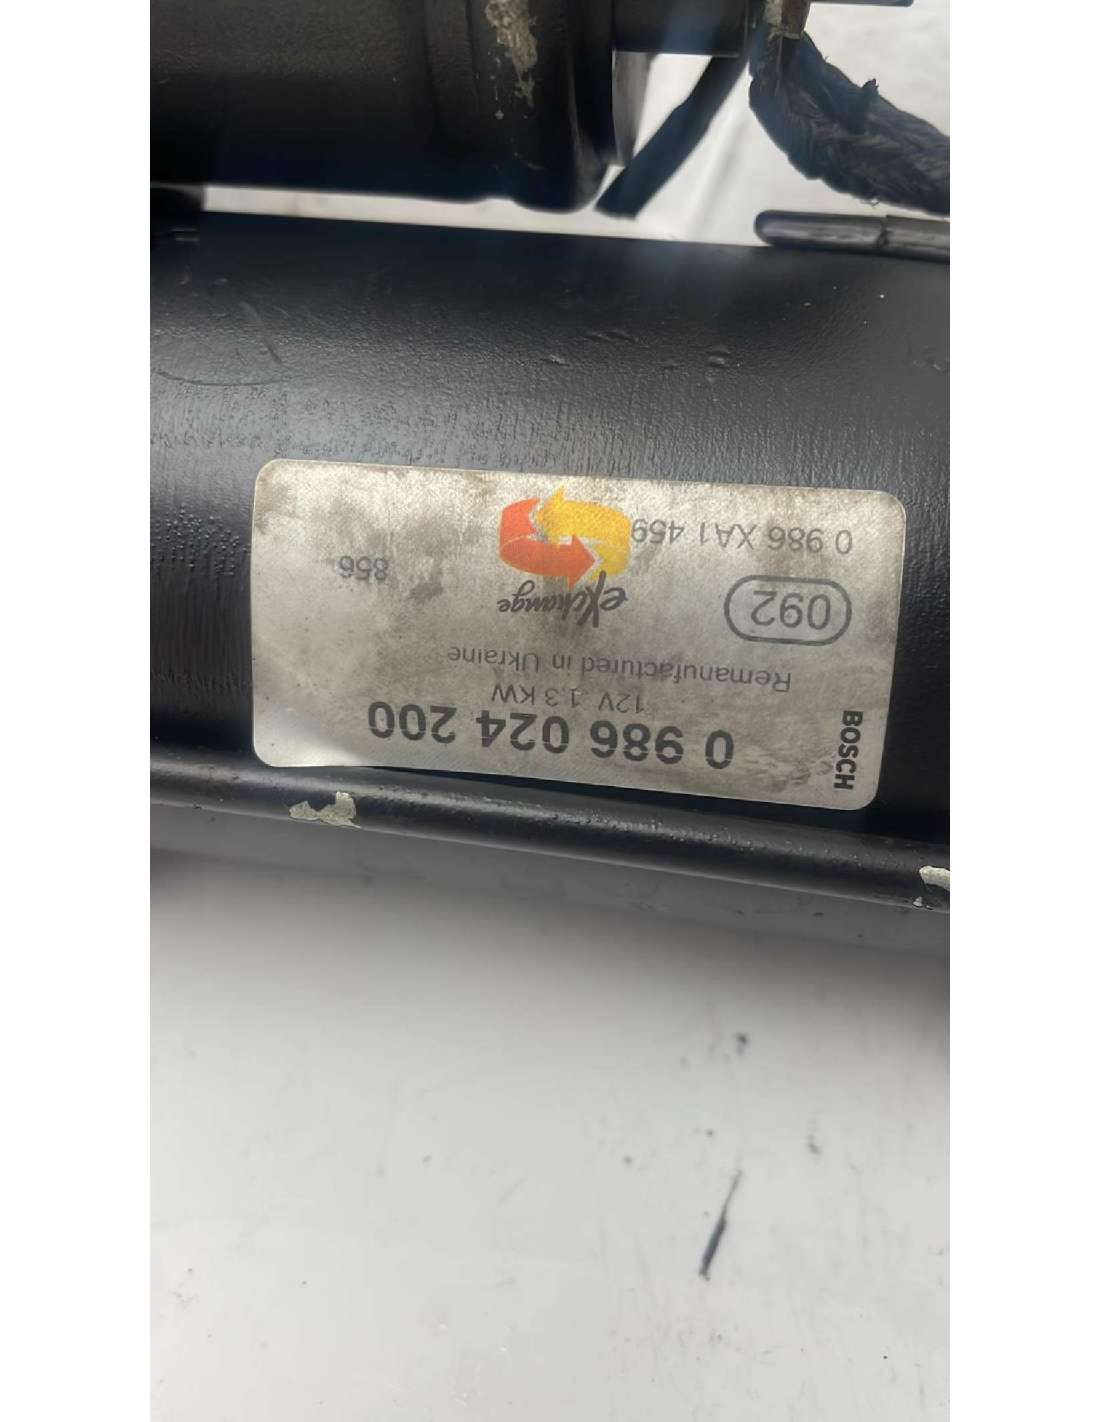 BOSCH
0 986 024 200
12V 1,3 KW
Remanufactured in Ukraine
092
eXchange
856
0 986 XA1 459